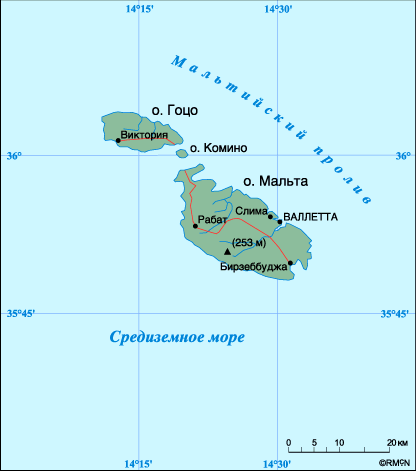 14°15'
14°30'
Мальтийский пролив
о. Гоцо
Виктория
о. Комино
36°
36°
о. Мальта
Слима
ВАЛЛЕТТА
Рабат
(253 м)
Бирзеббуджа
35°45'
35°45'
Средиземное море
0 5 10 20 км
14°15'
14°30'
©RM©N